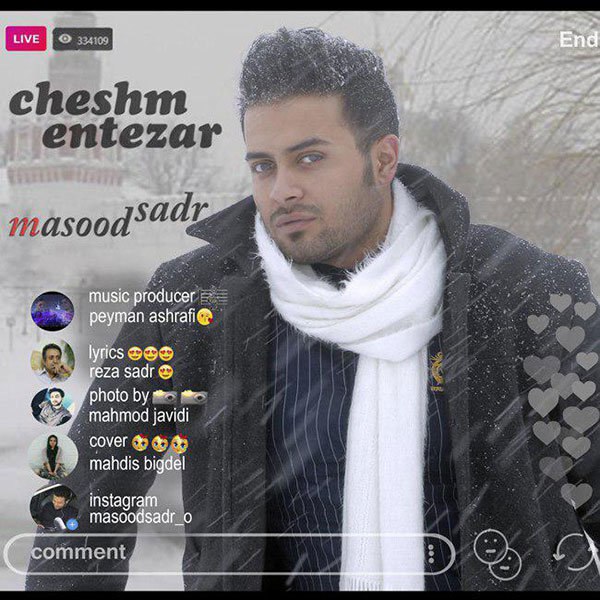 LIVE
334109
End
cheshm
entezar
masood sadr
music producer 🎼
peyman ashrafi😘
lyrics 😍😍😍
reza sadr 😍
photo by 📷 📷
mahmod javidi
cover
mahdis bigdel
instagram
masoodsadr_o
comment